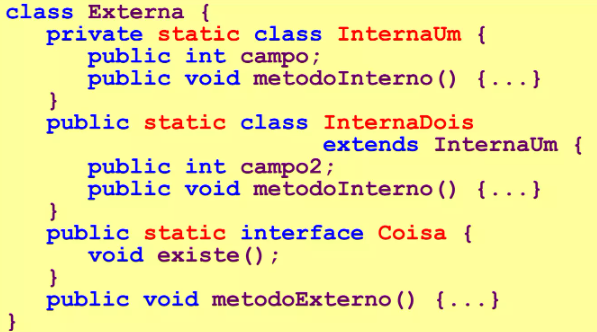 class Externa {
   private static class InternaUm {
      public int campo;
      public void metodoInterno() {...}
   }
   public static class InternaDois
                       extends InternaUm {
      public int campo2;
      public void metodoInterno() {...}
   }
   public static interface Coisa {
      void existe();
   }
   public void metodoExterno() {...}
}